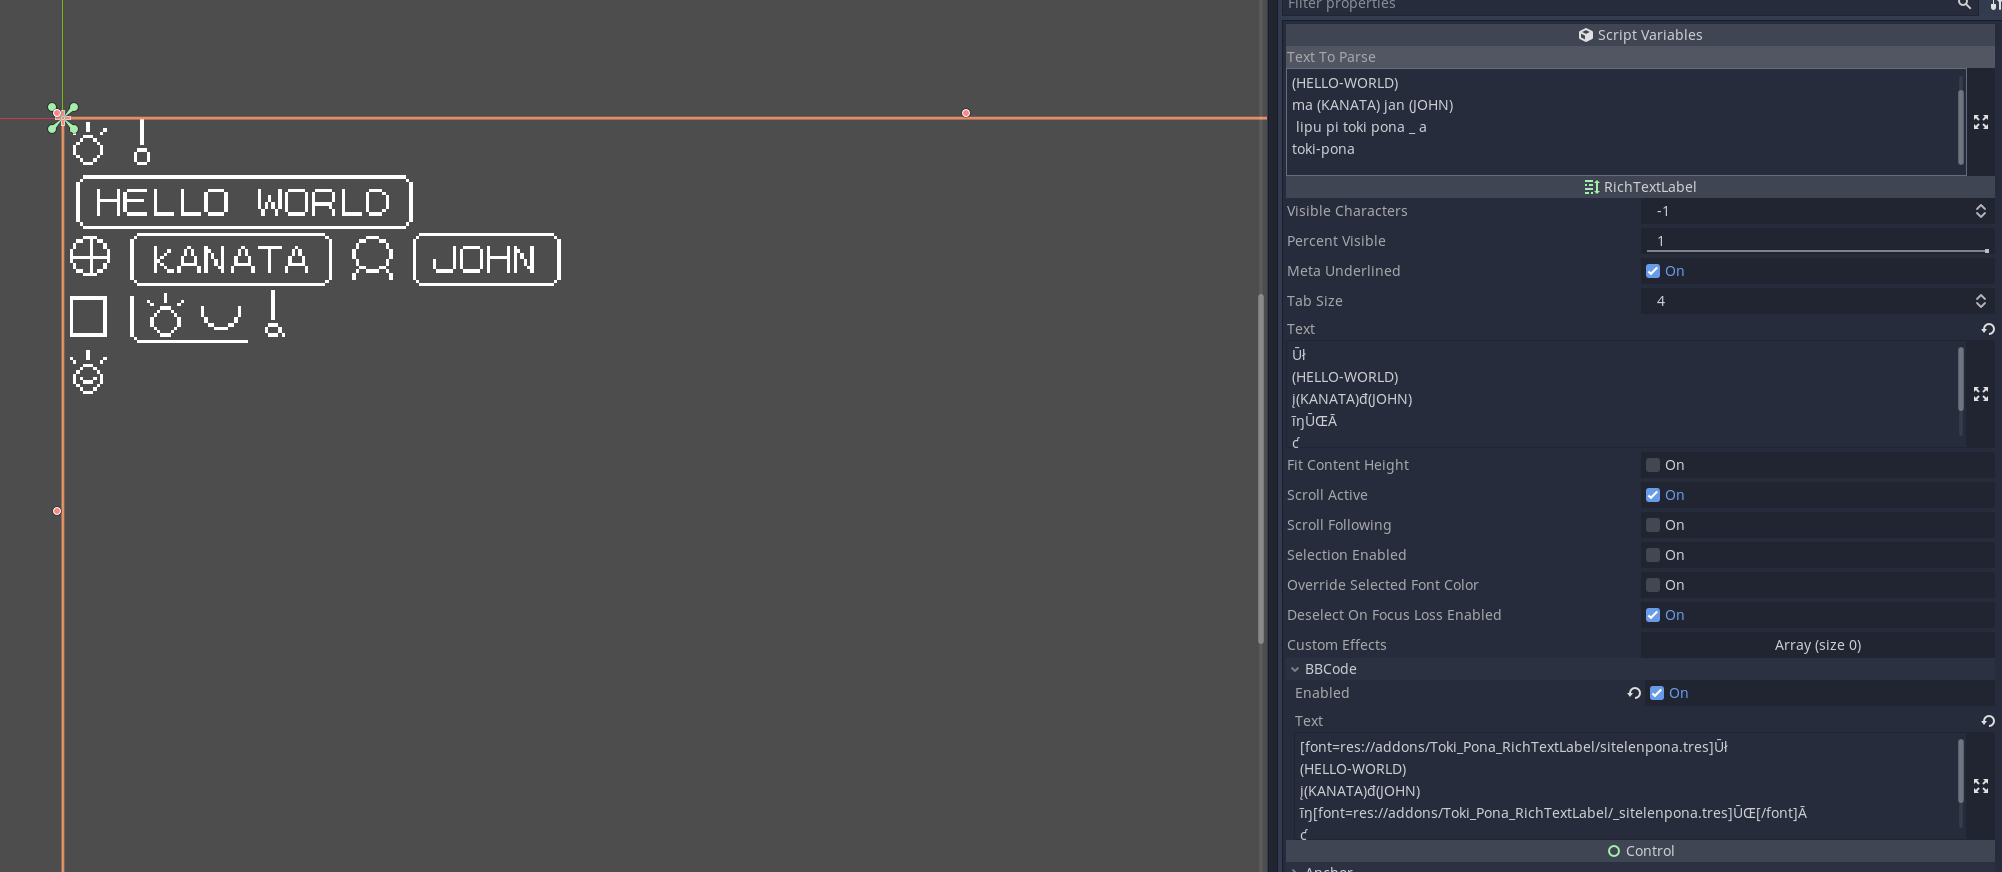 HELLO WORLD
KANATA JOHN
Filter properties
Script Variables
Text To Parse
(HELLO-WORLD)
ma (KANATA) jan (JOHN)
lipu pi toki pona _ a
toki-pona
RichTextLabel
Visible Characters -1
Percent Visible 1
Meta Underlined On
Tab Size 4
Text
Ūł
(HELLO-WORLD)
į(KANATA)đ(JOHN)
īŋŪŒĀ
ƈ
Fit Content Height On
Scroll Active On
Scroll Following On
Selection Enabled On
Override Selected Font Color On
Deselect On Focus Loss Enabled On
Custom Effects Array (size 0)
BBCode
Enabled On
Text
[font=res://addons/Toki_Pona_RichTextLabel/sitelenpona.tres]Ūł
(HELLO-WORLD)
į(KANATA)đ(JOHN)
īŋ[font=res://addons/Toki_Pona_RichTextLabel/_sitelenpona.tres]ŪŒ[/font]Ā
ƈ
Control
Anchor